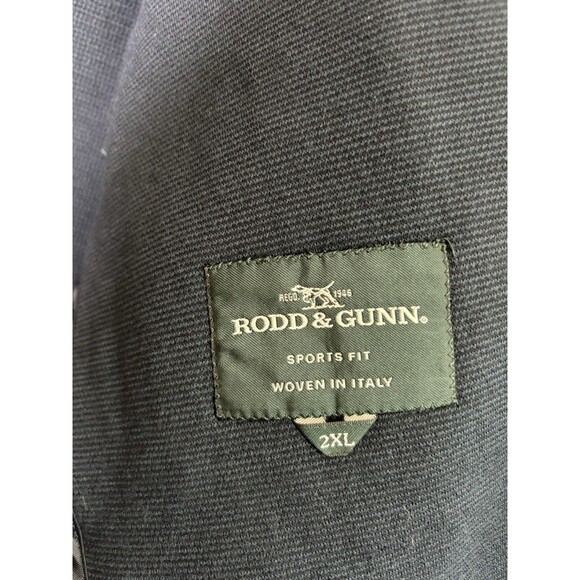 REGD. 1946
RODD & GUNN®
SPORTS FIT
WOVEN IN ITALY
2XL